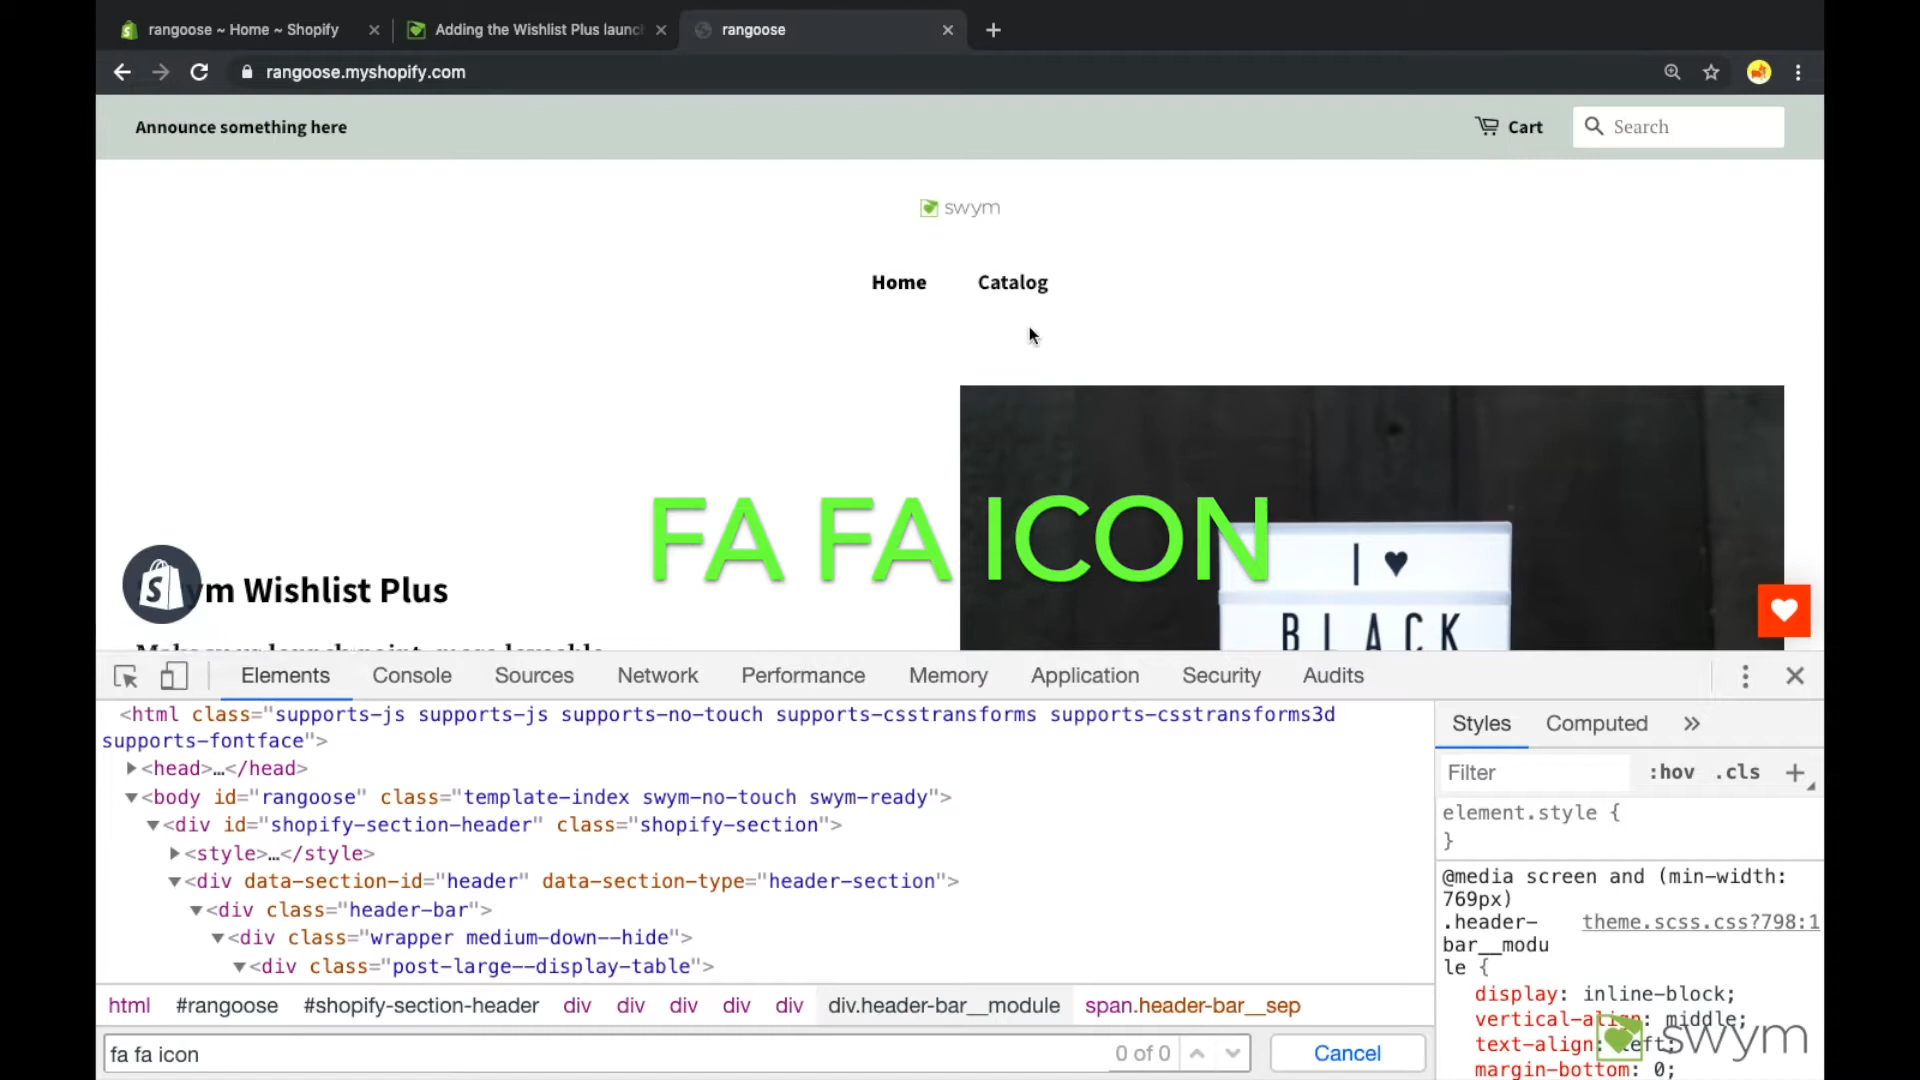 rangoose ~ Home ~ Shopify
Adding the Wishlist Plus launc
rangoose
rangoose.myshopify.com
Announce something here
Cart
Search
swym
Home
Catalog
FA FA ICON
I ♥
BLACK
ym Wishlist Plus
Elements Console Sources Network Performance Memory Application Security Audits
<html class="supports-js supports-js supports-no-touch supports-csstransforms supports-csstransforms3d
supports-fontface">
<head>…</head>
<body id="rangoose" class="template-index swym-no-touch swym-ready">
<div id="shopify-section-header" class="shopify-section">
<style>…</style>
<div data-section-id="header" data-section-type="header-section">
<div class="header-bar">
<div class="wrapper medium-down--hide">
<div class="post-large--display-table">
html #rangoose #shopify-section-header div div div div div div.header-bar__module span.header-bar__sep
fa fa icon
0 of 0
Cancel
Styles Computed »
Filter :hov .cls +
element.style {
}
@media screen and (min-width:
769px)
.header- theme.scss.css?798:1
bar__modu
le {
display: inline-block;
vertical-align: middle;
text-align: left;
margin-bottom: 0;
swym